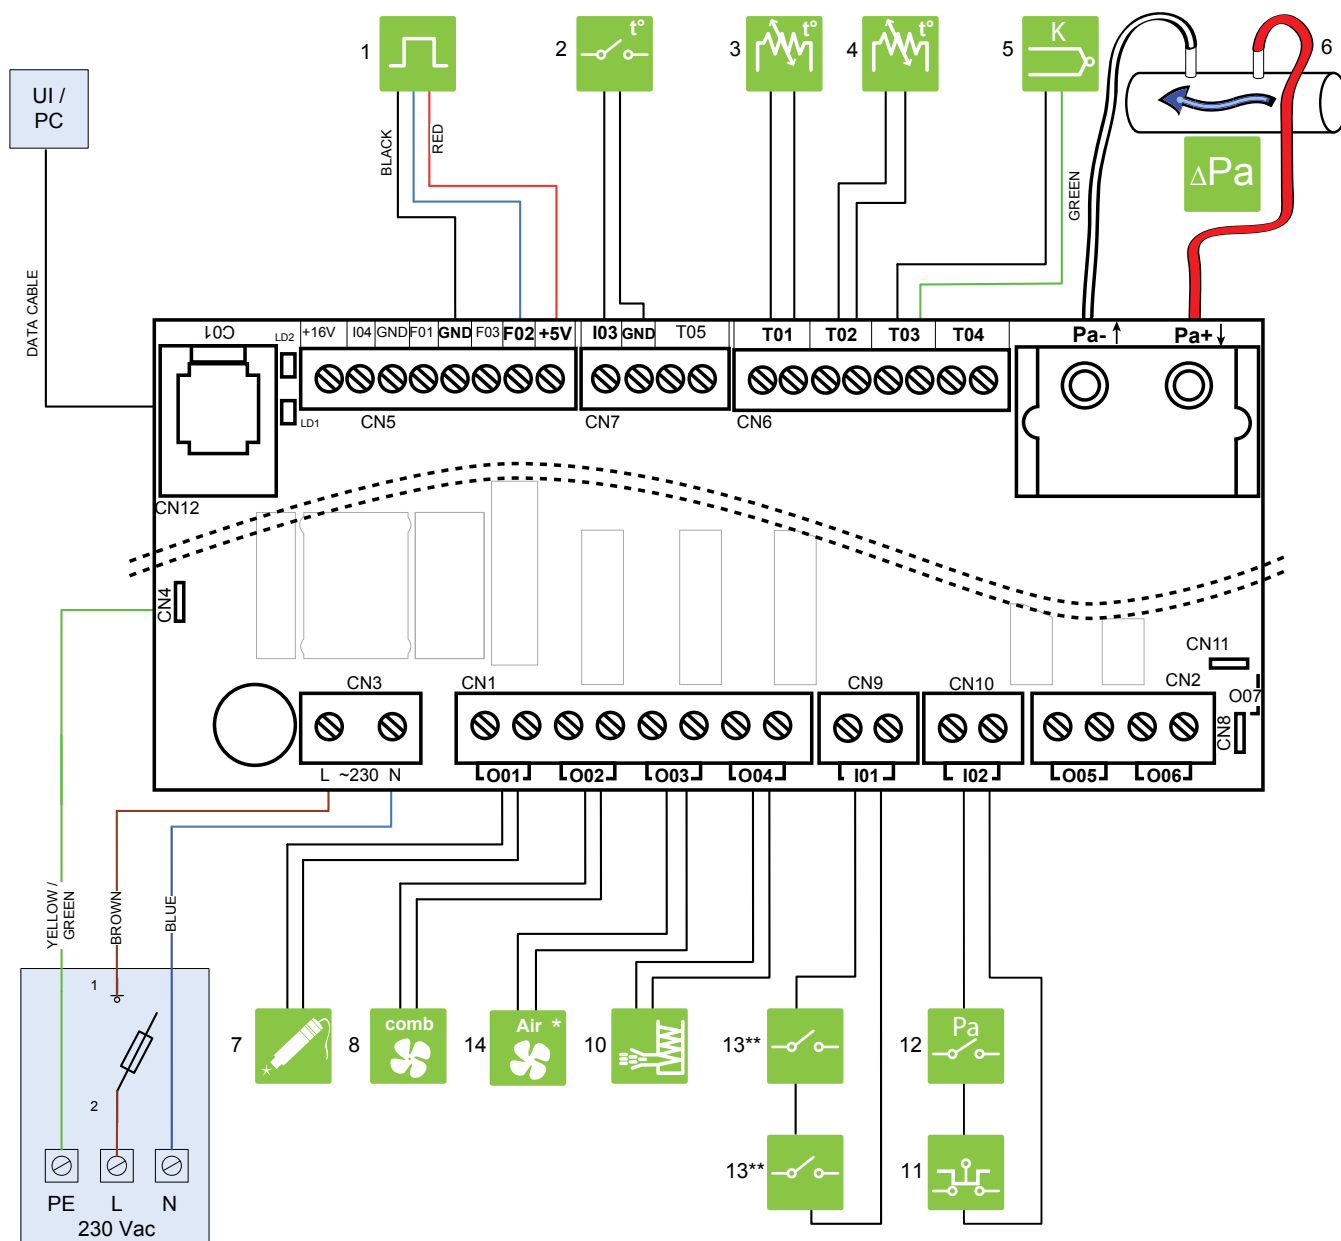 1
2
t°
3
t°
4
t°
5
K
6
UI /
PC
BLACK
RED
GREEN
ΔPa
DATA CABLE
C01
LD2
+16V
I04
GND
F01
GND
F03
F02
+5V
I03
GND
T05
T01
T02
T03
T04
Pa-
Pa+
LD1
CN5
CN7
CN6
CN12
CN4
CN11
CN3
CN1
CN9
CN10
CN2
O07
CN8
L ~230 N
O01
O02
O03
O04
I01
I02
O05
O06
YELLOW /
GREEN
BROWN
BLUE
1
2
PE
L
N
230 Vac
7
8
comb
14
Air *
10
13**
12
Pa
13**
11